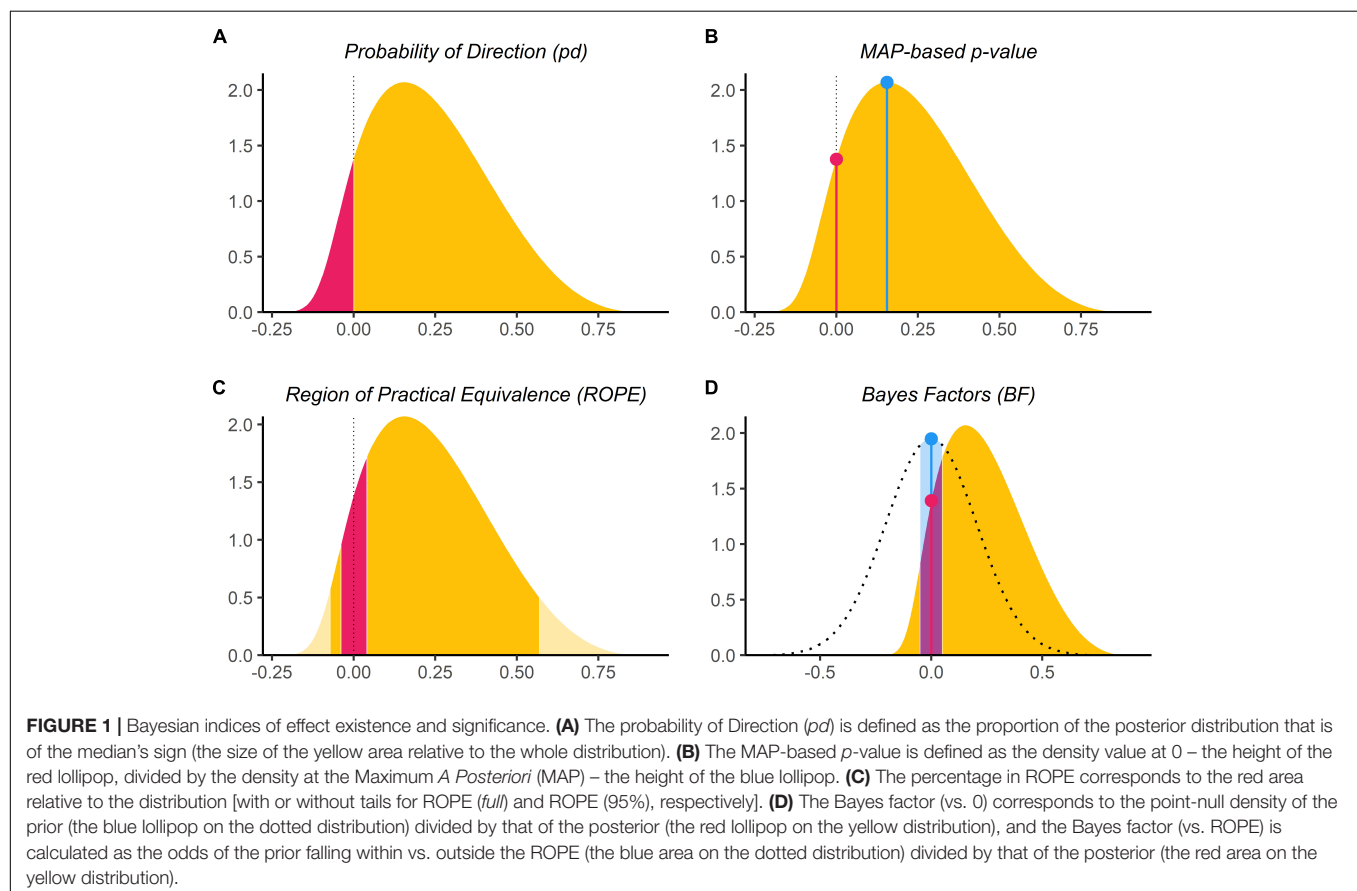 A
Probability of Direction (pd)
2.0
1.5
1.0
0.5
0.0
-0.25 0.00 0.25 0.50 0.75
B
MAP-based p-value
2.0
1.5
1.0
0.5
0.0
-0.25 0.00 0.25 0.50 0.75
C
Region of Practical Equivalence (ROPE)
2.0
1.5
1.0
0.5
0.0
-0.25 0.00 0.25 0.50 0.75
D
Bayes Factors (BF)
2.0
1.5
1.0
0.5
0.0
-0.5 0.0 0.5
FIGURE 1 | Bayesian indices of effect existence and significance. (A) The probability of Direction (pd) is defined as the proportion of the posterior distribution that is
of the median's sign (the size of the yellow area relative to the whole distribution). (B) The MAP-based p-value is defined as the density value at 0 – the height of the
red lollipop, divided by the density at the Maximum A Posteriori (MAP) – the height of the blue lollipop. (C) The percentage in ROPE corresponds to the red area
relative to the distribution [with or without tails for ROPE (full) and ROPE (95%), respectively]. (D) The Bayes factor (vs. 0) corresponds to the point-null density of the
prior (the blue lollipop on the dotted distribution) divided by that of the posterior (the red lollipop on the yellow distribution), and the Bayes factor (vs. ROPE) is
calculated as the odds of the prior falling within vs. outside the ROPE (the blue area on the dotted distribution) divided by that of the posterior (the red area on the
yellow distribution).